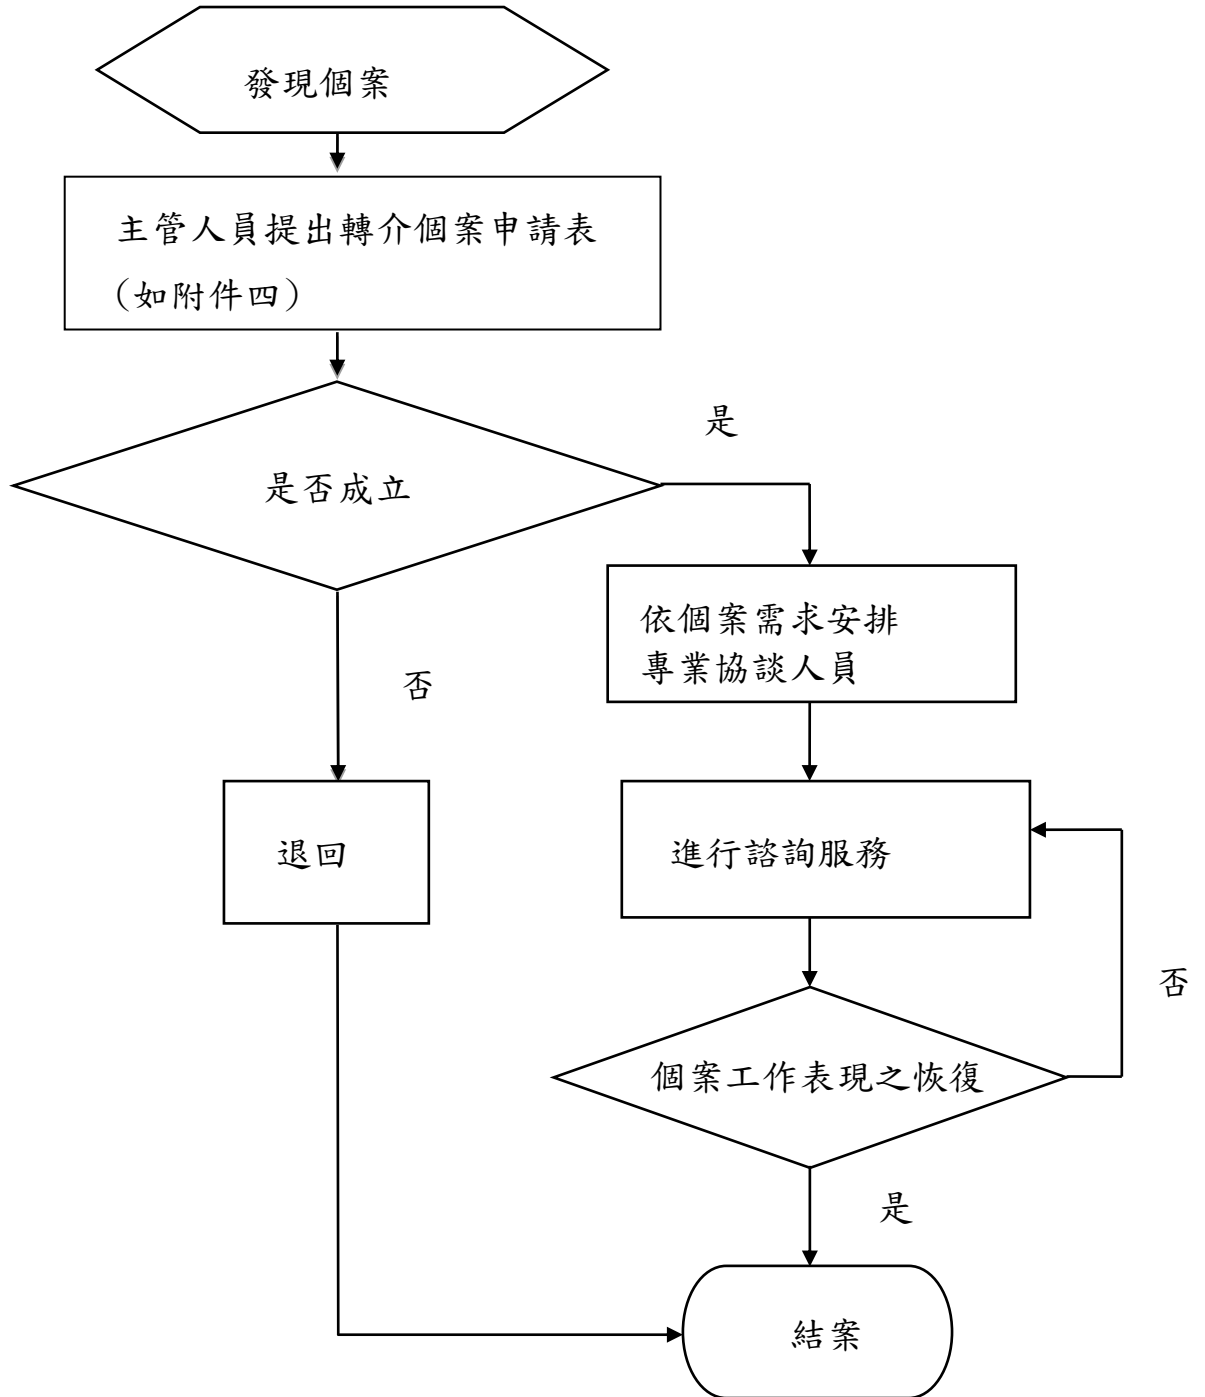 發現個案
主管人員提出轉介個案申請表
(如附件四)
是否成立
是
依個案需求安排
專業協談人員
否
退回
進行諮詢服務
否
個案工作表現之恢復
是
結案